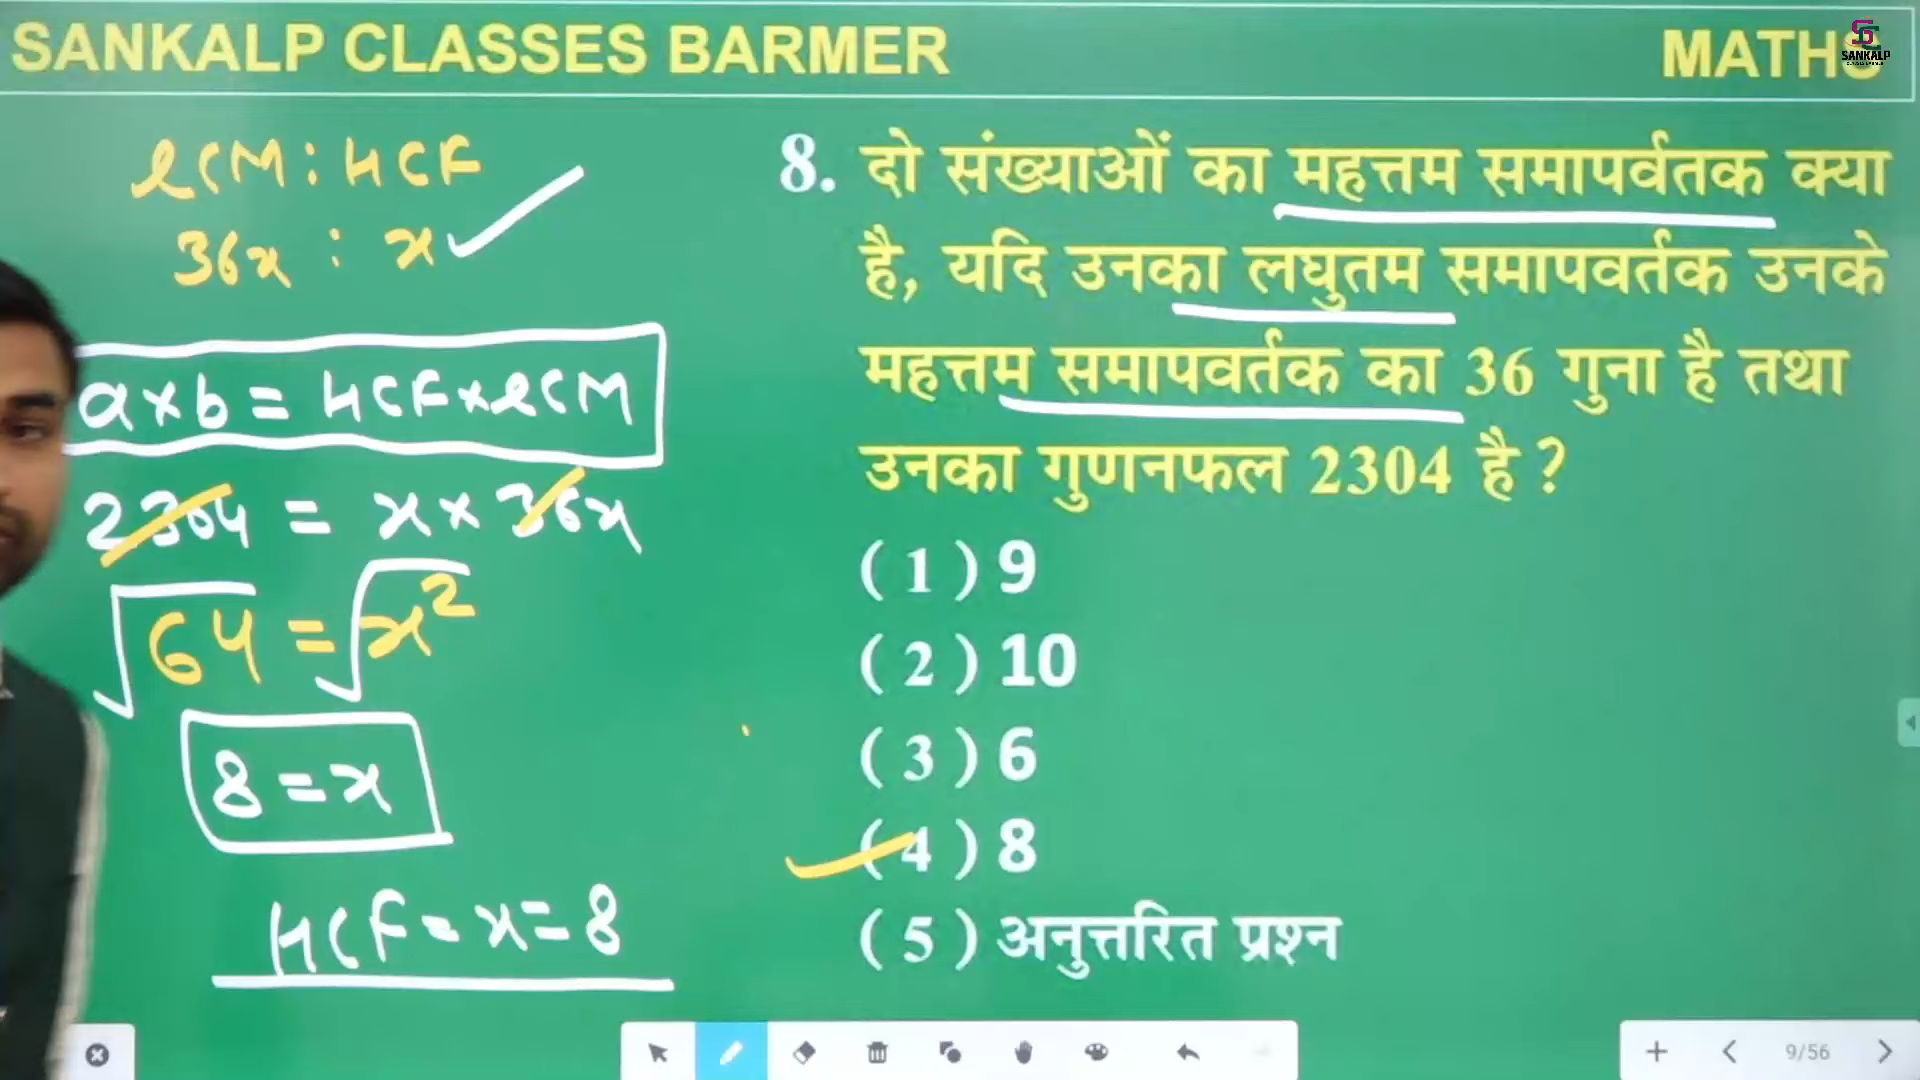 SANKALP CLASSES BARMER
MATHS
SANKALP
lCM : HCF
36x : x
a×b = HCF×lCM
2304 = x × 36x
√64 = √x²
8 = x
HCF = x = 8
8. दो संख्याओं का महत्तम समापर्वतक क्या
है, यदि उनका लघुतम समापवर्तक उनके
महत्तम समापवर्तक का 36 गुना है तथा
उनका गुणनफल 2304 है ?
( 1 ) 9
( 2 ) 10
( 3 ) 6
( 4 ) 8
( 5 ) अनुत्तरित प्रश्न
9/56